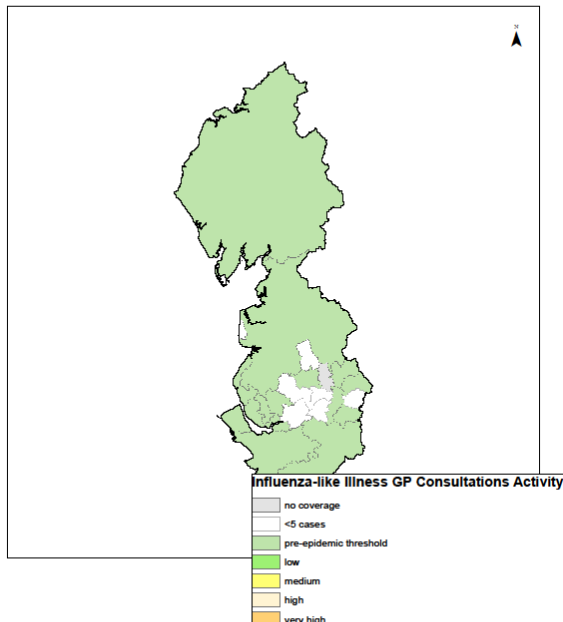 N
Influenza-like Illness GP Consultations Activity
no coverage
<5 cases
pre-epidemic threshold
low
medium
high
very high